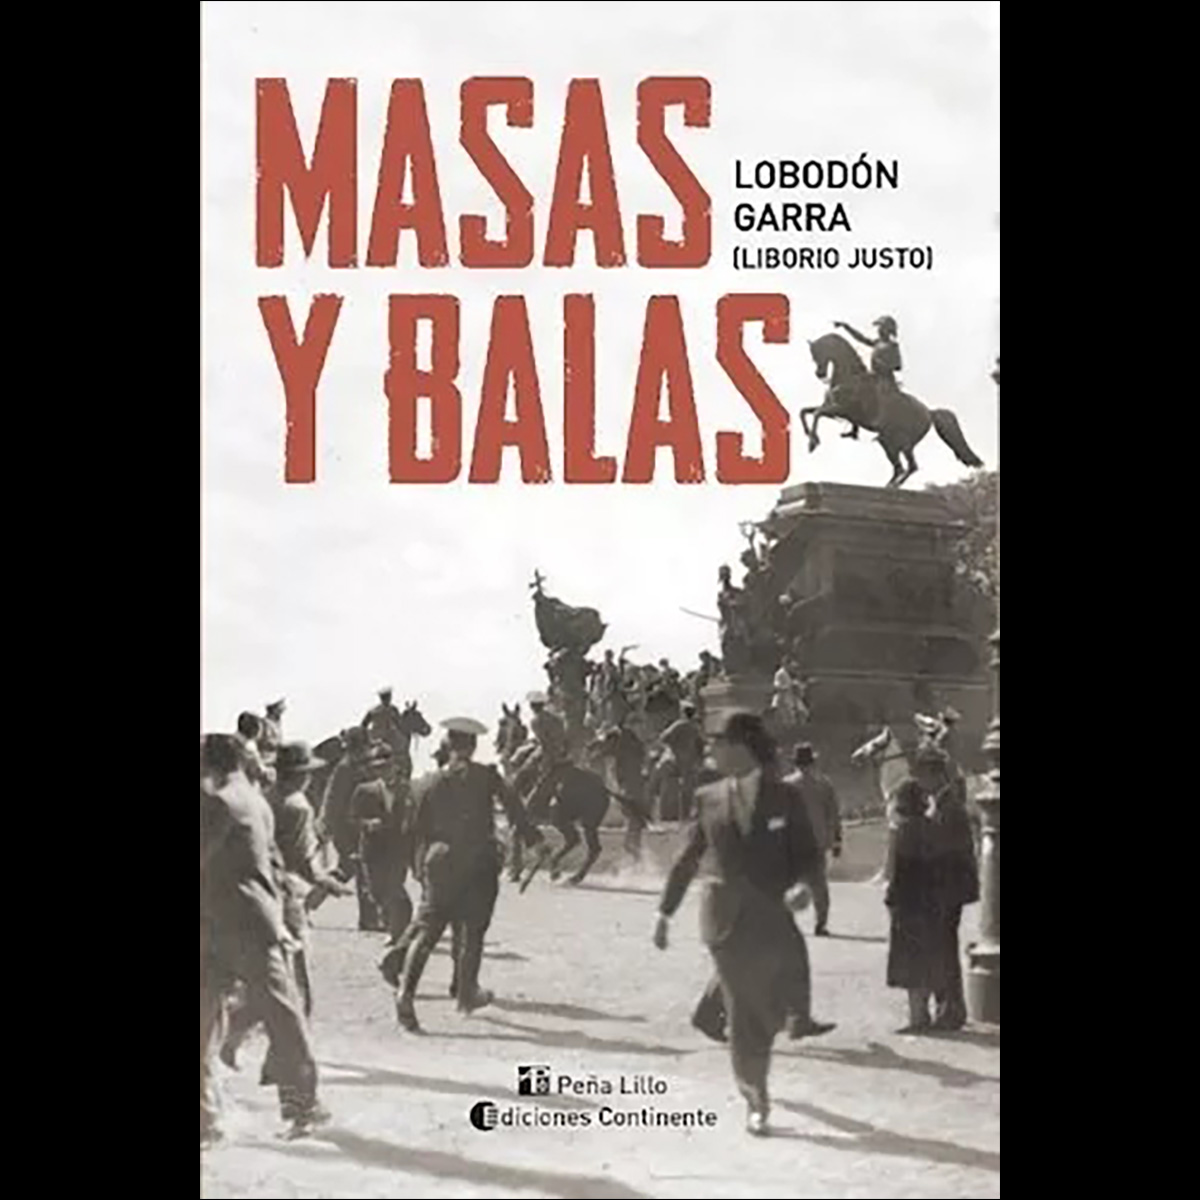 MASAS
Y BALAS
LOBODÓN
GARRA
(LIBORIO JUSTO)
Peña Lillo
Ediciones Continente